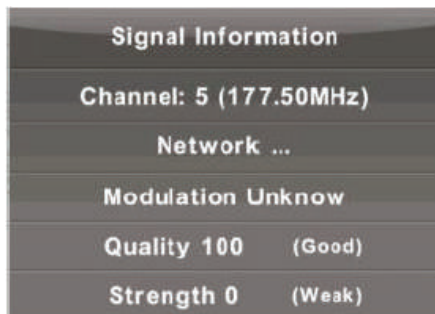 Signal Information
Channel: 5 (177.50MHz)
Network ...
Modulation Unknow
Quality 100 (Good)
Strength 0 (Weak)